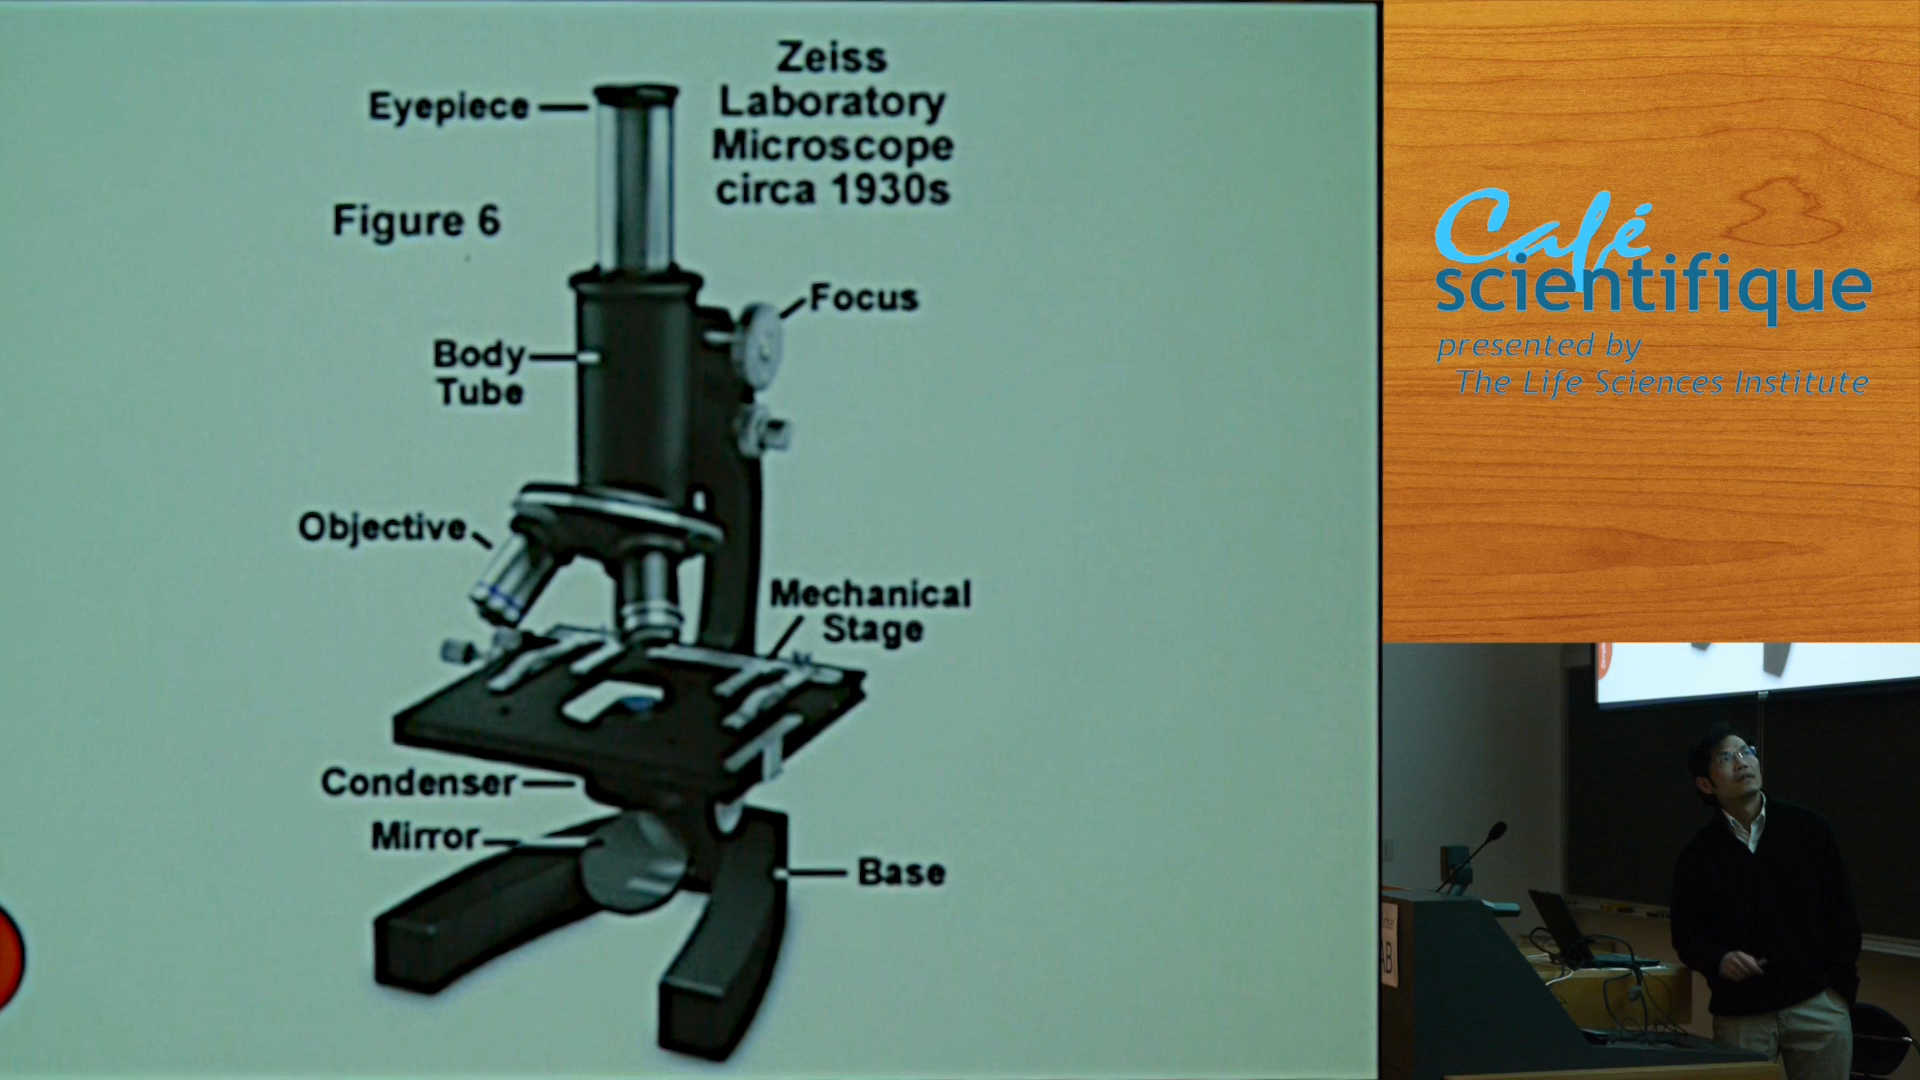 Zeiss
Laboratory
Microscope
circa 1930s
Eyepiece
Figure 6
Focus
Body
Tube
Objective
Mechanical
Stage
Condenser
Mirror
Base
Café
scientifique
presented by
The Life Sciences Institute
AB